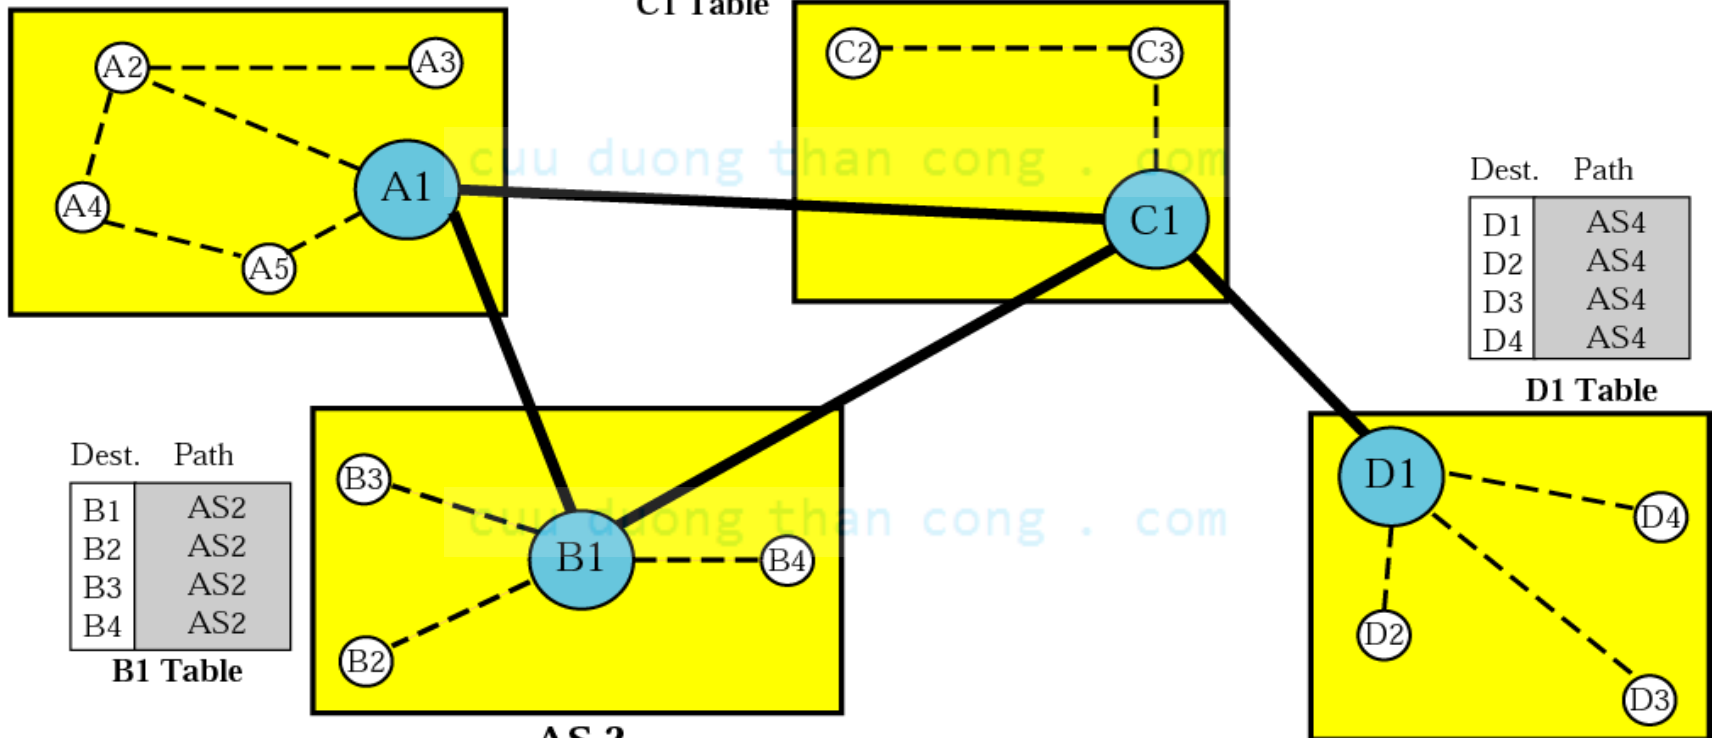 C1 Table
A2
A3
A1
A4
A5
C2
C3
C1
cuu duong than cong . com
Dest. Path
D1 AS4
D2 AS4
D3 AS4
D4 AS4
D1 Table
Dest. Path
B1 AS2
B2 AS2
B3 AS2
B4 AS2
B1 Table
B3
B1
B4
B2
cuu duong than cong . com
D1
D4
D2
D3
AS 2